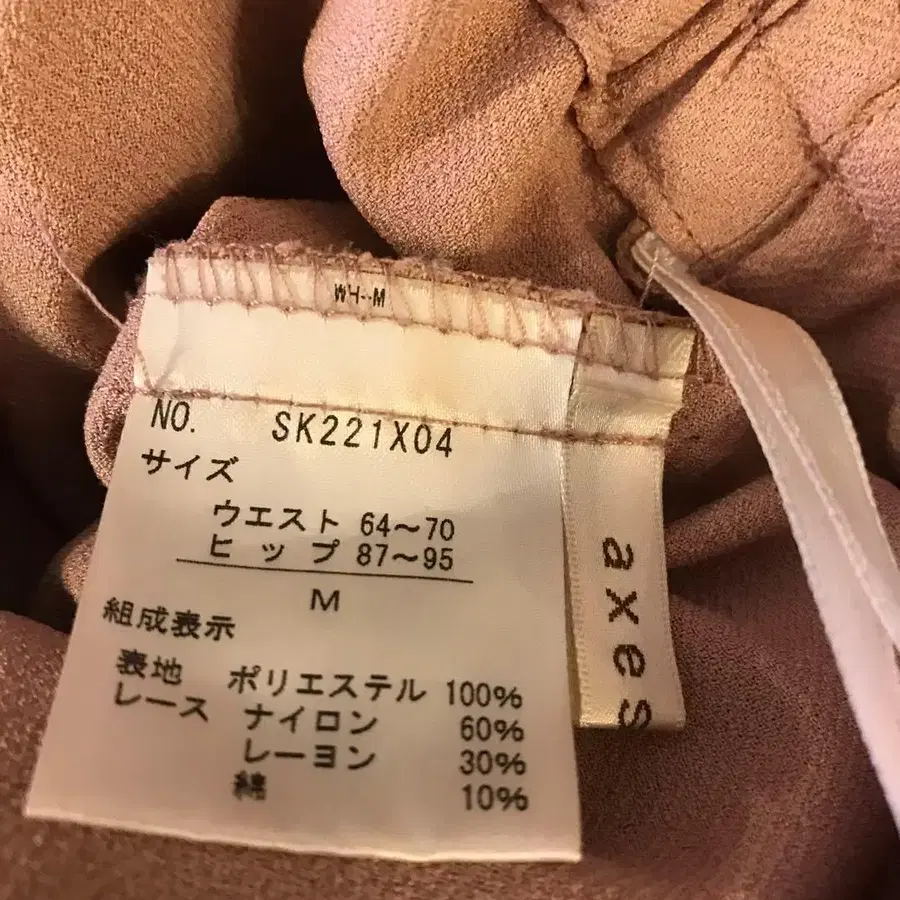 WH--M
NO. SK221X04
サイズ
ウエスト 64～70
ヒップ 87～95
M
組成表示
表地 ポリエステル 100%
レース ナイロン 60%
レーヨン 30%
綿 10%
axes